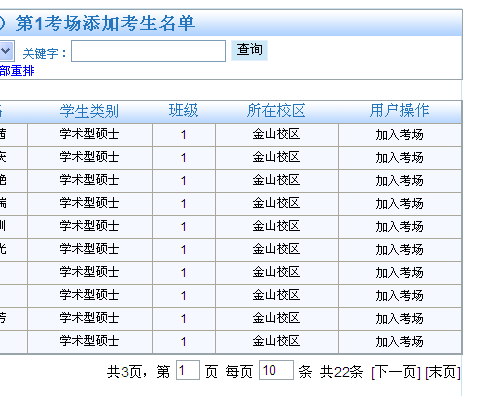 ）第1考场添加考生名单
关键字： 查询
部重排
学生类别 班级 所在校区 用户操作
学术型硕士 1 金山校区 加入考场
学术型硕士 1 金山校区 加入考场
学术型硕士 1 金山校区 加入考场
学术型硕士 1 金山校区 加入考场
学术型硕士 1 金山校区 加入考场
光 学术型硕士 1 金山校区 加入考场
学术型硕士 1 金山校区 加入考场
芳 学术型硕士 1 金山校区 加入考场
学术型硕士 1 金山校区 加入考场
学术型硕士 1 金山校区 加入考场
共3页，第 1 页 每页 10 条 共22条 [下一页] [末页]